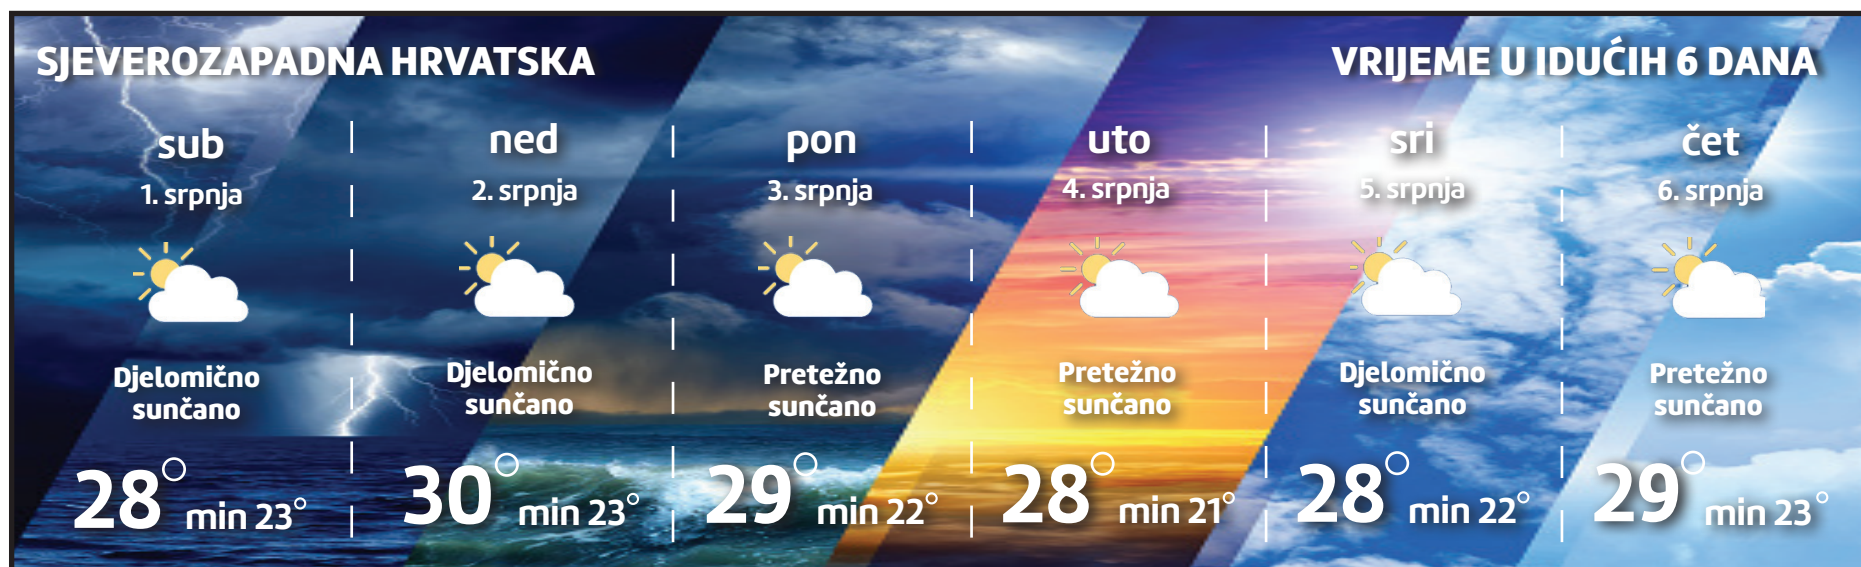 SJEVEROZAPADNA HRVATSKA
VRIJEME U IDUĆIH 6 DANA
sub
1. srpnja
Djelomično
sunčano
28° min 23°
ned
2. srpnja
Djelomično
sunčano
30° min 23°
pon
3. srpnja
Pretežno
sunčano
29° min 22°
uto
4. srpnja
Pretežno
sunčano
28° min 21°
sri
5. srpnja
Djelomično
sunčano
28° min 22°
čet
6. srpnja
Pretežno
sunčano
29° min 23°